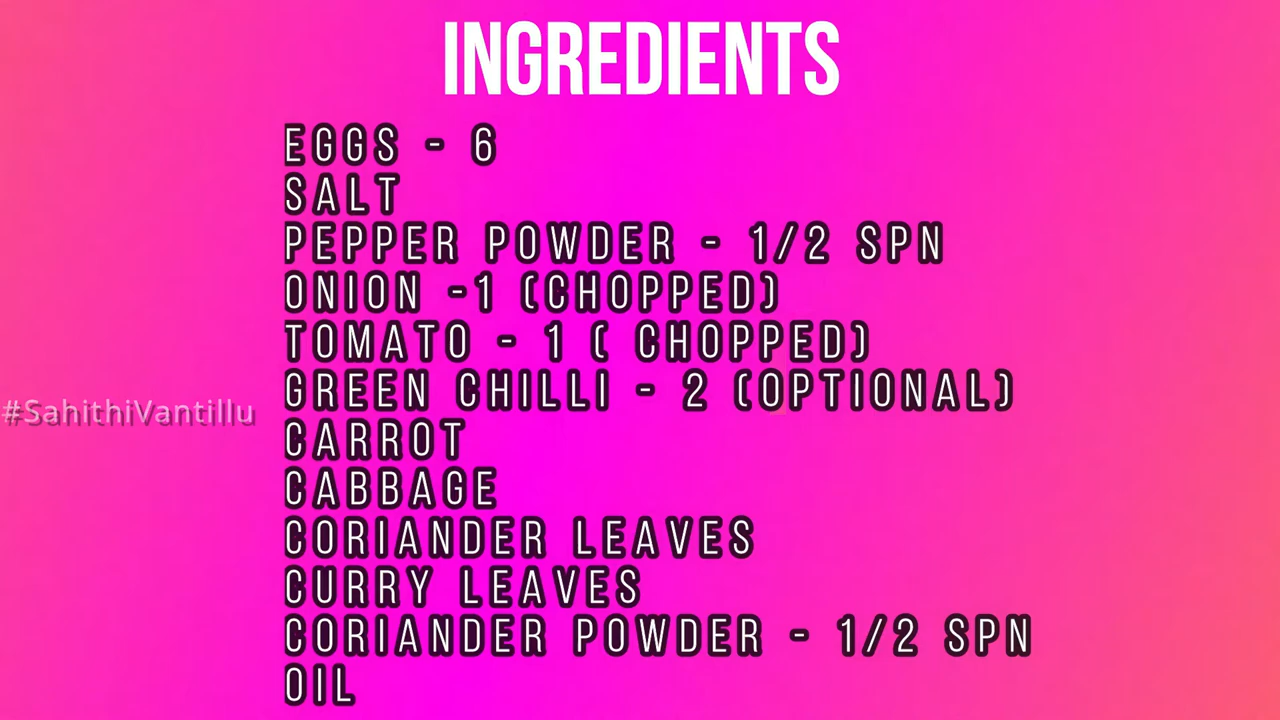 INGREDIENTS
EGGS - 6
SALT
PEPPER POWDER - 1/2 SPN
ONION -1 (CHOPPED)
TOMATO - 1 ( CHOPPED)
GREEN CHILLI - 2 (OPTIONAL)
#SahithiVantillu
CARROT
CABBAGE
CORIANDER LEAVES
CURRY LEAVES
CORIANDER POWDER - 1/2 SPN
OIL